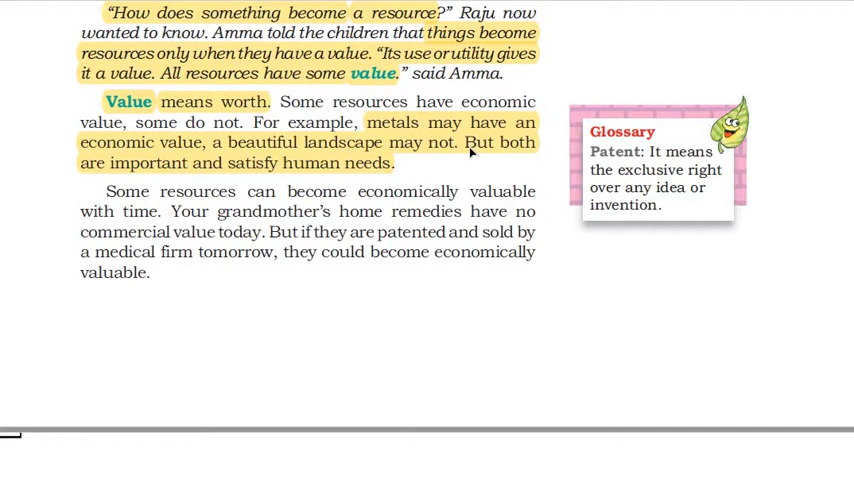 “How does something become a resource?” Raju now
wanted to know. Amma told the children that things become
resources only when they have a value. “Its use or utility gives
it a value. All resources have some value.” said Amma.
Value means worth. Some resources have economic
value, some do not. For example, metals may have an
economic value, a beautiful landscape may not. But both
are important and satisfy human needs.
Some resources can become economically valuable
with time. Your grandmother’s home remedies have no
commercial value today. But if they are patented and sold by
a medical firm tomorrow, they could become economically
valuable.
Glossary
Patent: It means
the exclusive right
over any idea or
invention.